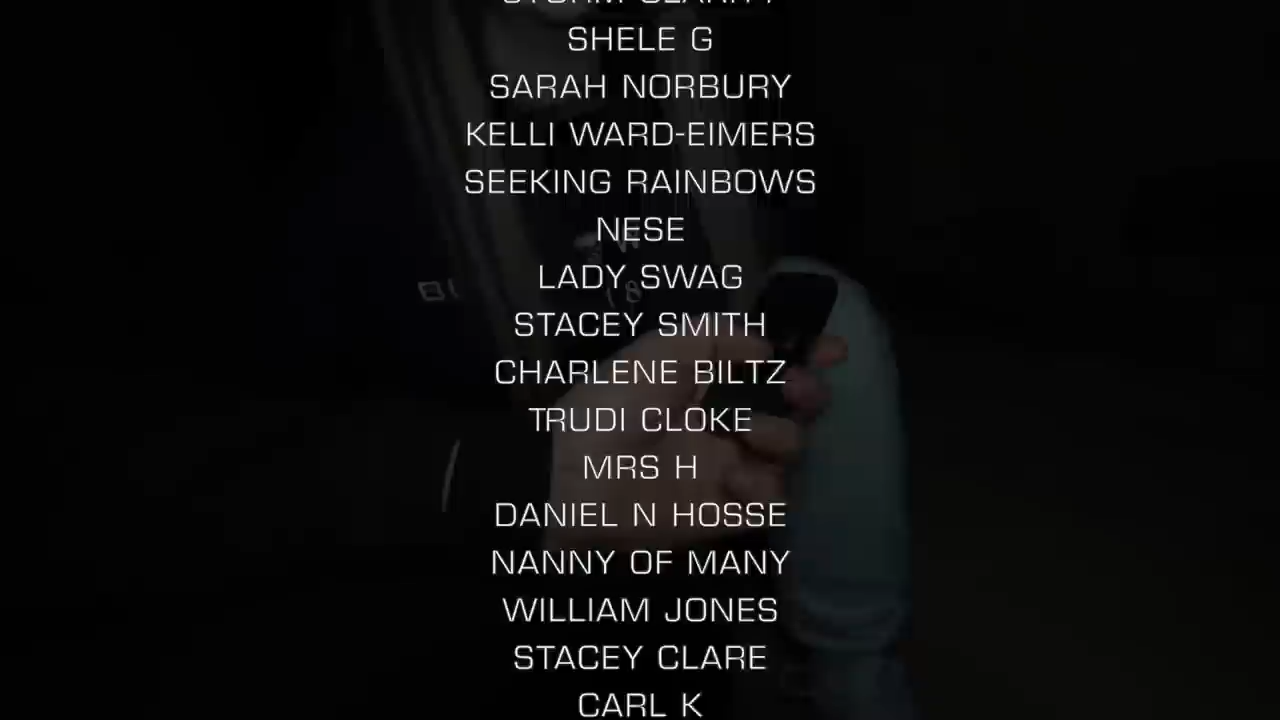 SHELE G
SARAH NORBURY
KELLI WARD-EIMERS
SEEKING RAINBOWS
NESE
LADY SWAG
STACEY SMITH
CHARLENE BILTZ
TRUDI CLOKE
MRS H
DANIEL N HOSSE
NANNY OF MANY
WILLIAM JONES
STACEY CLARE
CARL K